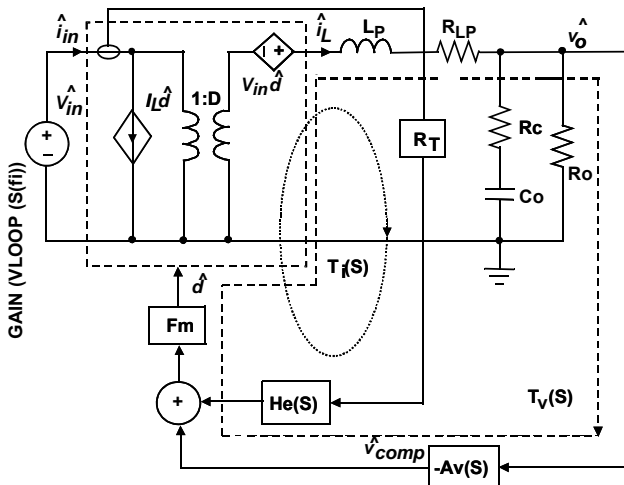 î_in
î_L
L_P
R_LP
v̂_o
V̂_in
I_L d̂
1:D
V_in d̂
+
−
R_T
Rc
Ro
Co
T_i(S)
d̂
GAIN (VLOOP (S(fi))
Fm
+
He(S)
T_v(S)
v̂_comp
-Av(S)